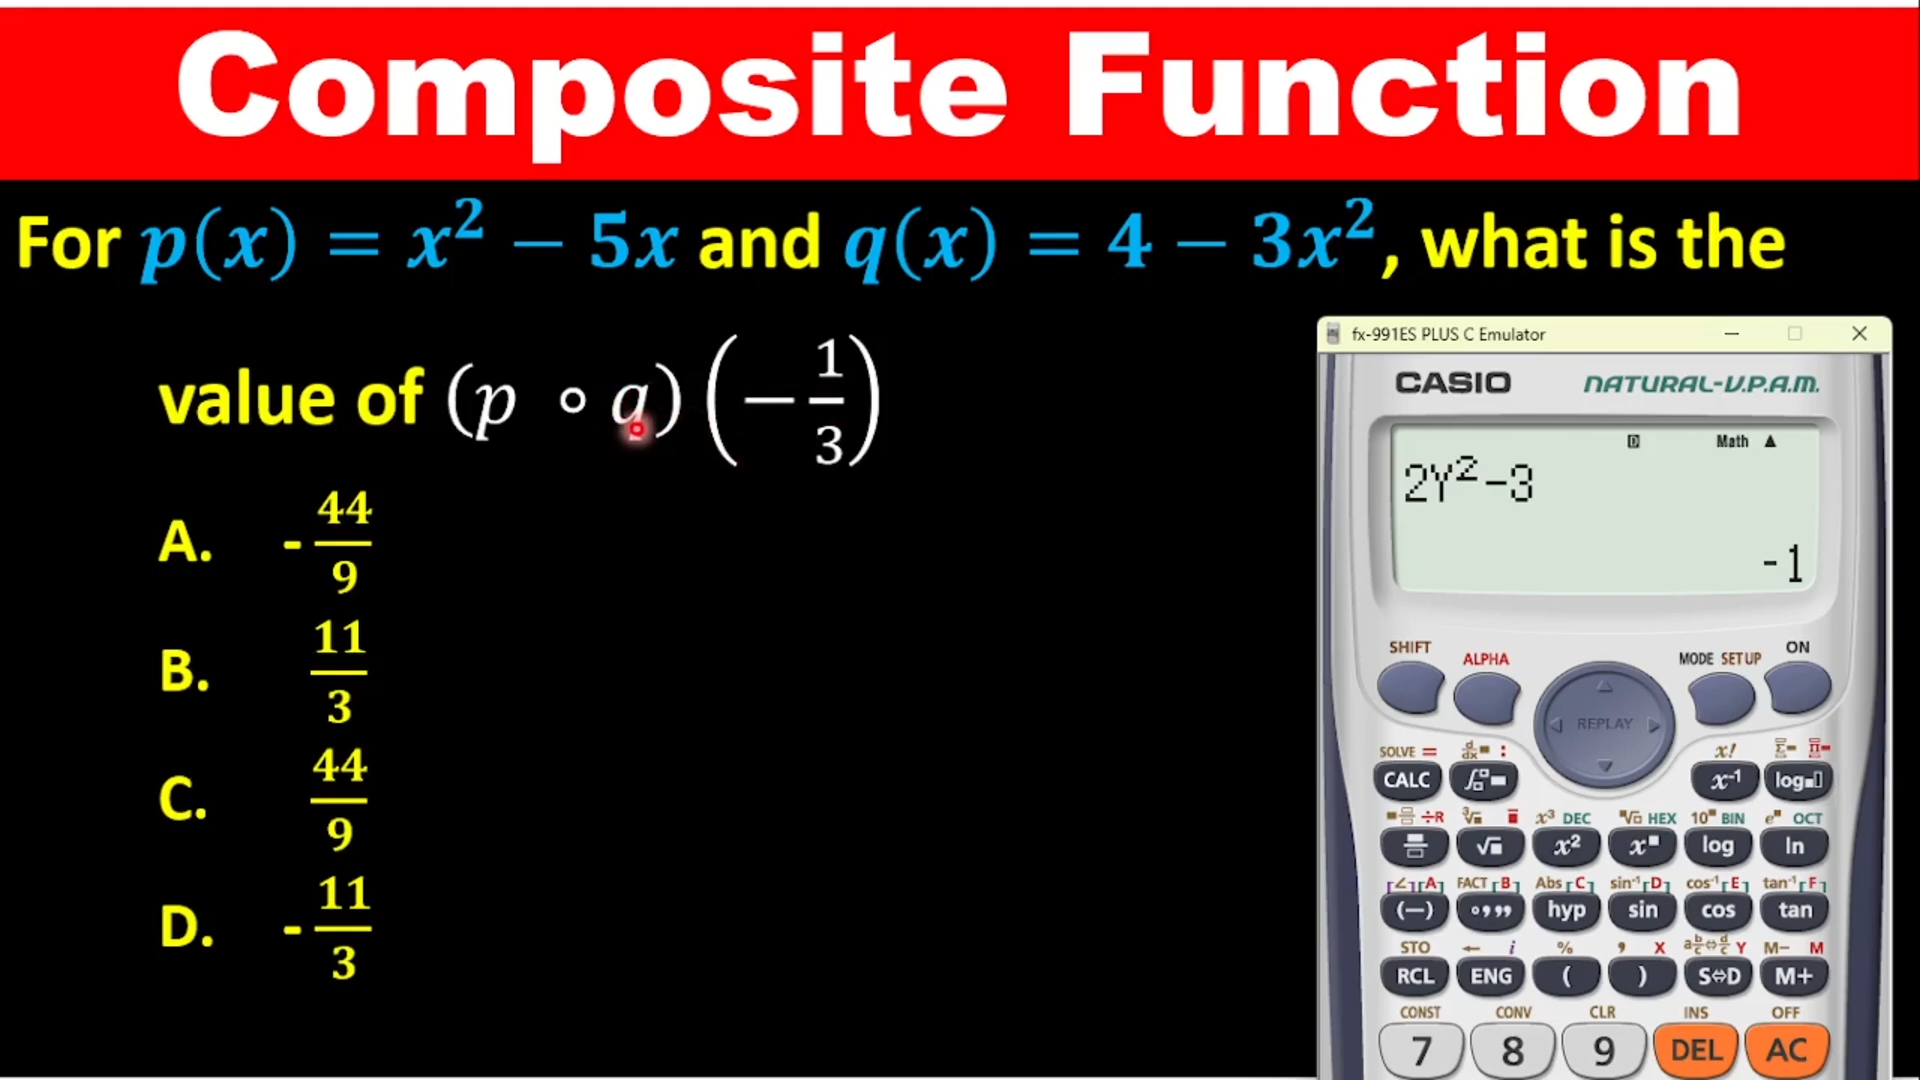 Composite Function
For p(x) = x² − 5x and q(x) = 4 − 3x², what is the
value of (p ∘ q)(−1/3)
A. -44/9
B. 11/3
C. 44/9
D. -11/3
fx-991ES PLUS C Emulator
CASIO NATURAL-V.P.A.M.
D Math ▲
2Y²-3
-1
SHIFT ALPHA MODE SETUP ON
REPLAY
SOLVE = d/dx : x! Σ Π
CALC ∫ x⁻¹ log
÷R ³√ x³ DEC √ HEX 10 BIN e OCT
√ x² x log ln
∠ A FACT B Abs C sin⁻¹ D cos⁻¹ E tan⁻¹ F
(−) °’’’ hyp sin cos tan
STO ← i % , X a b/c⇔d/c Y M− M
RCL ENG ( ) S⇔D M+
CONST CONV CLR INS OFF
7 8 9 DEL AC